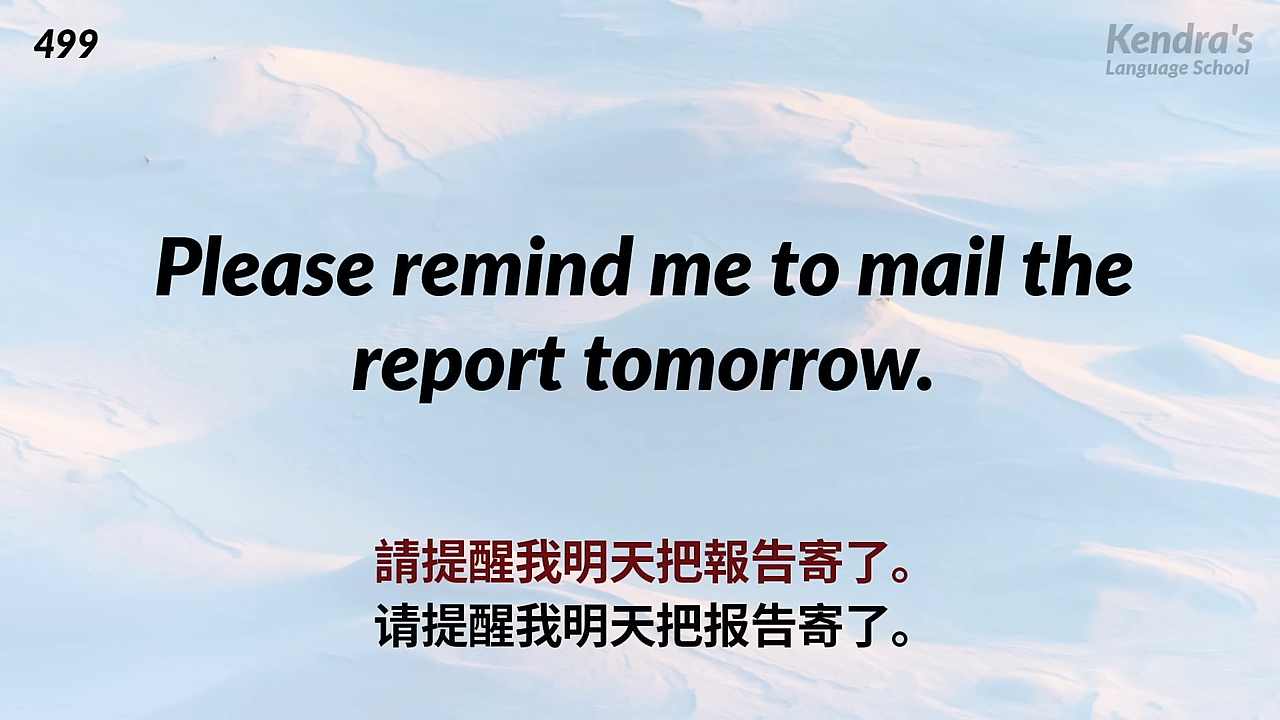 499
Kendra's
Language School
Please remind me to mail the
report tomorrow.
請提醒我明天把報告寄了。
请提醒我明天把报告寄了。